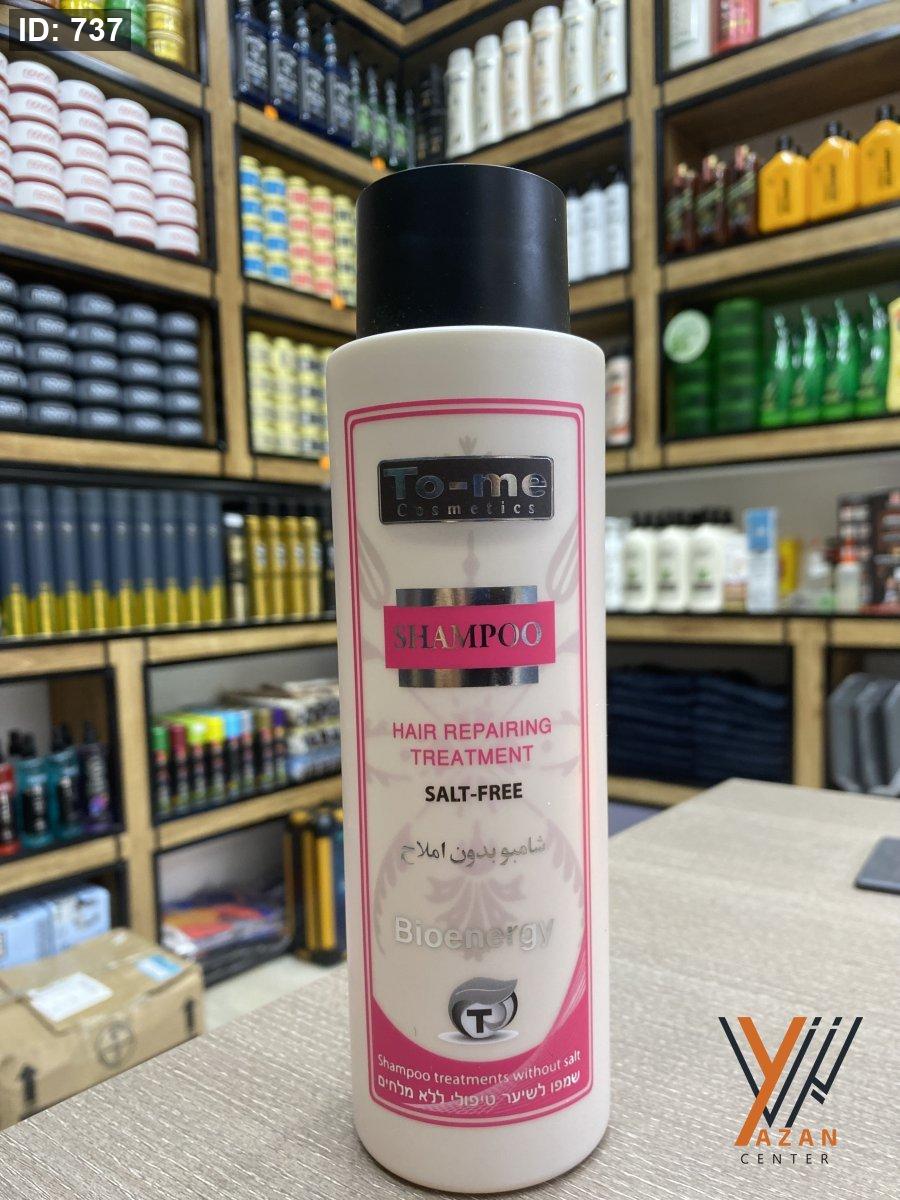 ID: 737
To-me
Cosmetics
SHAMPOO
HAIR REPAIRING
TREATMENT
SALT-FREE
شامبو بدون املاح
Bioenergy
T
Shampoo treatments without salt
שמפו לשיער טיפולי ללא מלחים
YAZAN
CENTER